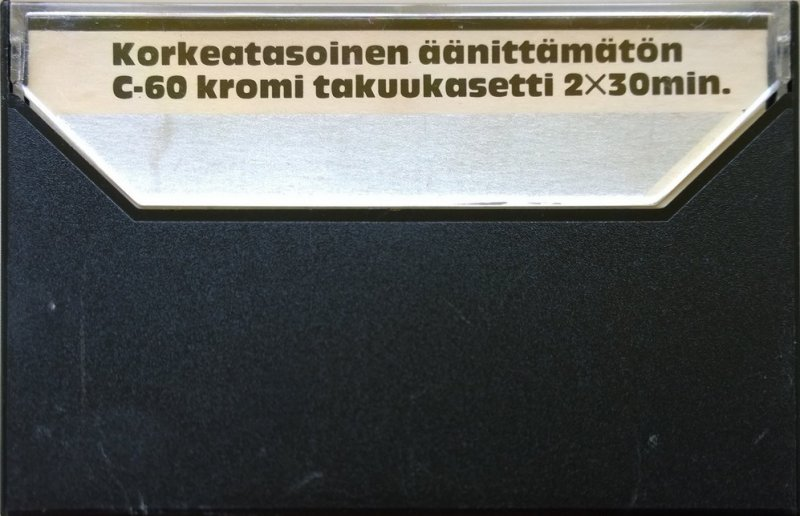 Korkeatasoinen äänittämätön
C-60 kromi takuukasetti 2×30min.